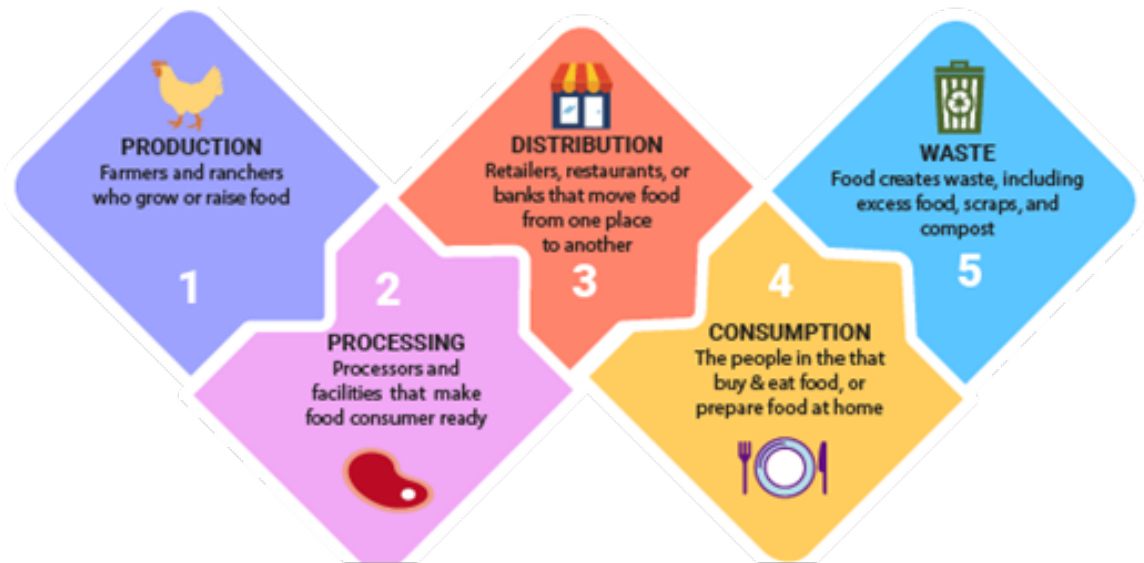 PRODUCTION
Farmers and ranchers
who grow or raise food
1
2
PROCESSING
Processors and
facilities that make
food consumer ready
DISTRIBUTION
Retailers, restaurants, or
banks that move food
from one place
to another
3
4
CONSUMPTION
The people in the that
buy & eat food, or
prepare food at home
WASTE
Food creates waste, including
excess food, scraps, and
compost
5